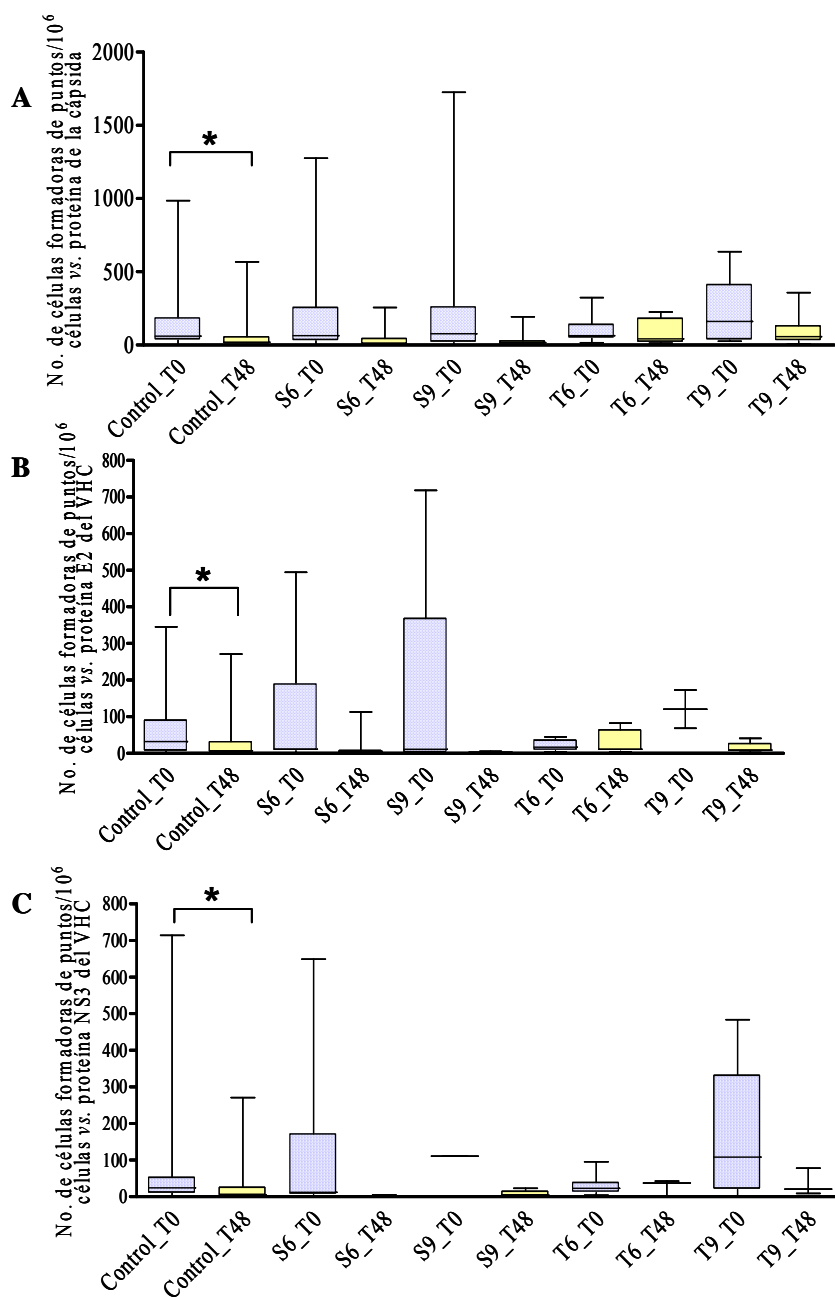 A
No. de células formadoras de puntos/10⁶
células vs. proteína de la cápsida
2000
1500
1000
500
0
*
Control_T0
Control_T48
S6_T0
S6_T48
S9_T0
S9_T48
T6_T0
T6_T48
T9_T0
T9_T48
B
No. de células formadoras de puntos/10⁶
células vs. proteína E2 del VHC
800
700
600
500
400
300
200
100
0
*
Control_T0
Control_T48
S6_T0
S6_T48
S9_T0
S9_T48
T6_T0
T6_T48
T9_T0
T9_T48
C
No. de células formadoras de puntos/10⁶
células vs. proteína NS3 del VHC
800
700
600
500
400
300
200
100
0
*
Control_T0
Control_T48
S6_T0
S6_T48
S9_T0
S9_T48
T6_T0
T6_T48
T9_T0
T9_T48